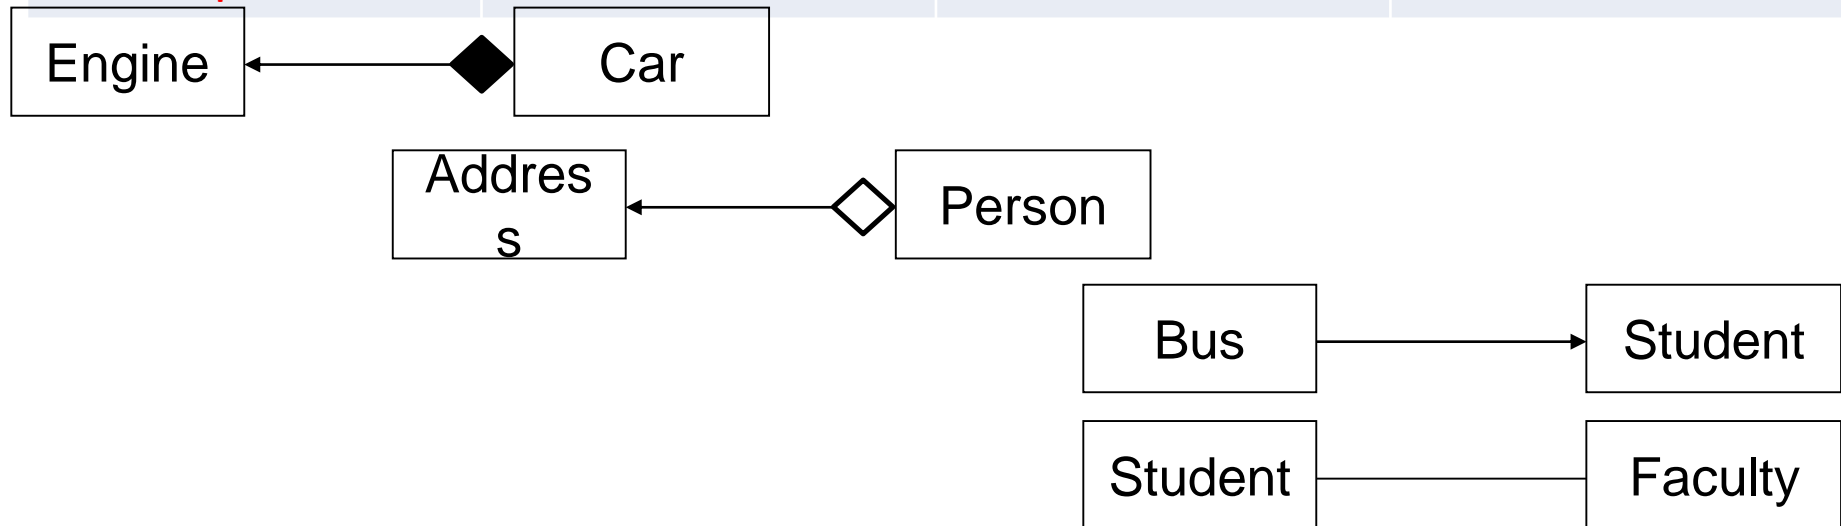 Engine
Car
Addres
s
Person
Bus
Student
Student
Faculty